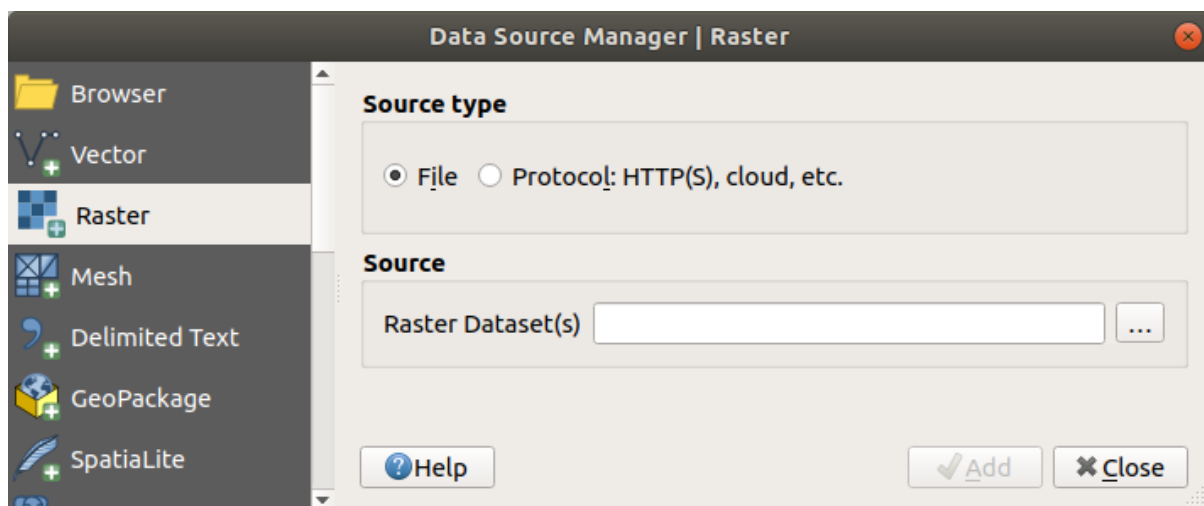 Data Source Manager | Raster
Browser
Vector
Raster
Mesh
Delimited Text
GeoPackage
SpatiaLite
Source type
File
Protocol: HTTP(S), cloud, etc.
Source
Raster Dataset(s)
...
Help
Add
Close